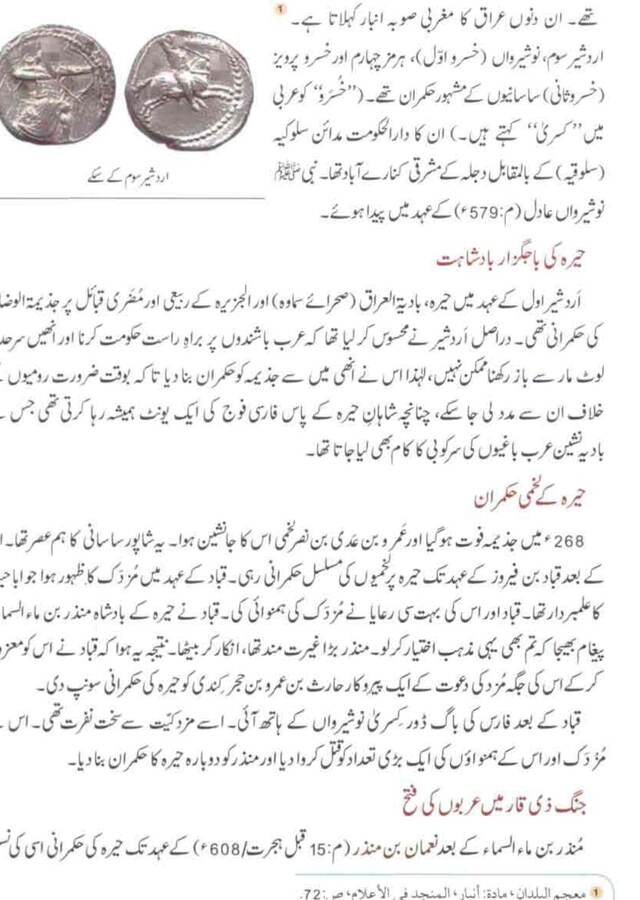 تھے۔ ان دنوں عراق کا مغربی صوبہ انبار کہلاتا ہے۔ ①
اردشیر سوم، نوشیرواں (خسرو اوّل)، ہرمز چہارم اور خسرو پرویز
(خسرو ثانی) ساسانیوں کے مشہور حکمران تھے۔ (’’خُسْرَو‘‘ کو عربی
میں ’’کسریٰ‘‘ کہتے ہیں۔) ان کا دارالحکومت مدائن سلوکیہ
(سلوقیہ) کے بالمقابل دجلہ کے مشرقی کنارے آباد تھا۔ نبی ﷺ
نوشیرواں عادل (م:579ء) کے عہد میں پیدا ہوئے۔
اردشیر سوم کے سکے
حیرہ کی باجگزار بادشاہت
اَردشیر اول کے عہد میں حیرہ، بادیۃ العراق (صحرائے سماوہ) اور الجزیرہ کے ربیعی اور مُضَری قبائل پر جذیمۃ
کی حکمرانی تھی۔ دراصل اَردشیر نے محسوس کر لیا تھا کہ عرب باشندوں پر براہِ راست حکومت کرنا اور انھیں
لوٹ مار سے باز رکھنا ممکن نہیں، لہٰذا اس نے انھی میں سے جذیمہ کو حکمران بنا دیا تا کہ بوقت ضرورت رومیوں
خلاف ان سے مدد لی جا سکے، چنانچہ شاہانِ حیرہ کے پاس فارسی فوج کی ایک یونٹ ہمیشہ رہا کرتی تھی جس
بادیہ نشین عرب باغیوں کی سرکوبی کا کام بھی لیا جاتا تھا۔
حیرہ کے لخمی حکمران
268ء میں جذیمہ فوت ہو گیا اور عَمرو بن عَدی بن نصر لخمی اس کا جانشین ہوا۔ یہ شاپور ساسانی کا ہم عصر تھا۔
کے بعد قباد بن فیروز کے عہد تک حیرہ پر لخمیوں کی مسلسل حکمرانی رہی۔ قباد کے عہد میں مُزدَک کا ظہور ہوا جو
کا علمبردار تھا۔ قباد اور اس کی بہت سی رعایا نے مُزدَک کی ہمنوائی کی۔ قباد نے حیرہ کے بادشاہ منذر بن ماء
پیغام بھیجا کہ تم بھی یہی مذہب اختیار کر لو۔ منذر بڑا غیرت مند تھا، انکار کر بیٹھا۔ نتیجہ یہ ہوا کہ قباد نے اس کو
کر کے اس کی جگہ مُزدکی دعوت کے ایک پیروکار حارث بن عمرو بن حجر کِندی کو حیرہ کی حکمرانی سونپ دی۔
قباد کے بعد فارس کی باگ ڈور کِسریٰ نوشیرواں کے ہاتھ آئی۔ اسے مزدکیّت سے سخت نفرت تھی۔ اس
مُزدَک اور اس کے ہمنواؤں کی ایک بڑی تعداد کو قتل کروا دیا اور منذر کو دوبارہ حیرہ کا حکمران بنا دیا۔
جنگ ذی قار میں عربوں کی فتح
مُنذر بن ماء السماء کے بعد نعمان بن منذر (م:15 قبل ہجرت/608ء) کے عہد تک حیرہ کی حکمرانی اسی کی
① معجم البلدان، مادة: أنبار، المنجد في الأعلام، ص:72.